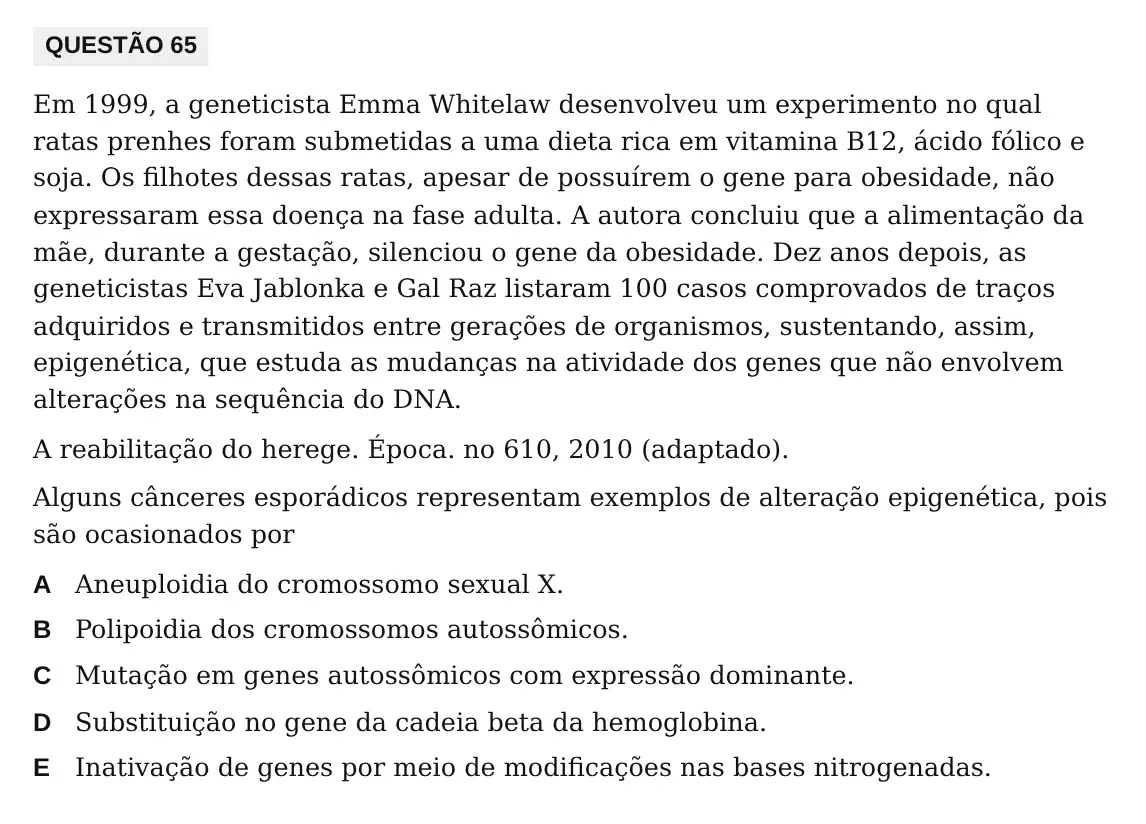 QUESTÃO 65
Em 1999, a geneticista Emma Whitelaw desenvolveu um experimento no qual
ratas prenhes foram submetidas a uma dieta rica em vitamina B12, ácido fólico e
soja. Os filhotes dessas ratas, apesar de possuírem o gene para obesidade, não
expressaram essa doença na fase adulta. A autora concluiu que a alimentação da
mãe, durante a gestação, silenciou o gene da obesidade. Dez anos depois, as
geneticistas Eva Jablonka e Gal Raz listaram 100 casos comprovados de traços
adquiridos e transmitidos entre gerações de organismos, sustentando, assim,
epigenética, que estuda as mudanças na atividade dos genes que não envolvem
alterações na sequência do DNA.
A reabilitação do herege. Época. no 610, 2010 (adaptado).
Alguns cânceres esporádicos representam exemplos de alteração epigenética, pois
são ocasionados por
A Aneuploidia do cromossomo sexual X.
B Polipoidia dos cromossomos autossômicos.
C Mutação em genes autossômicos com expressão dominante.
D Substituição no gene da cadeia beta da hemoglobina.
E Inativação de genes por meio de modificações nas bases nitrogenadas.